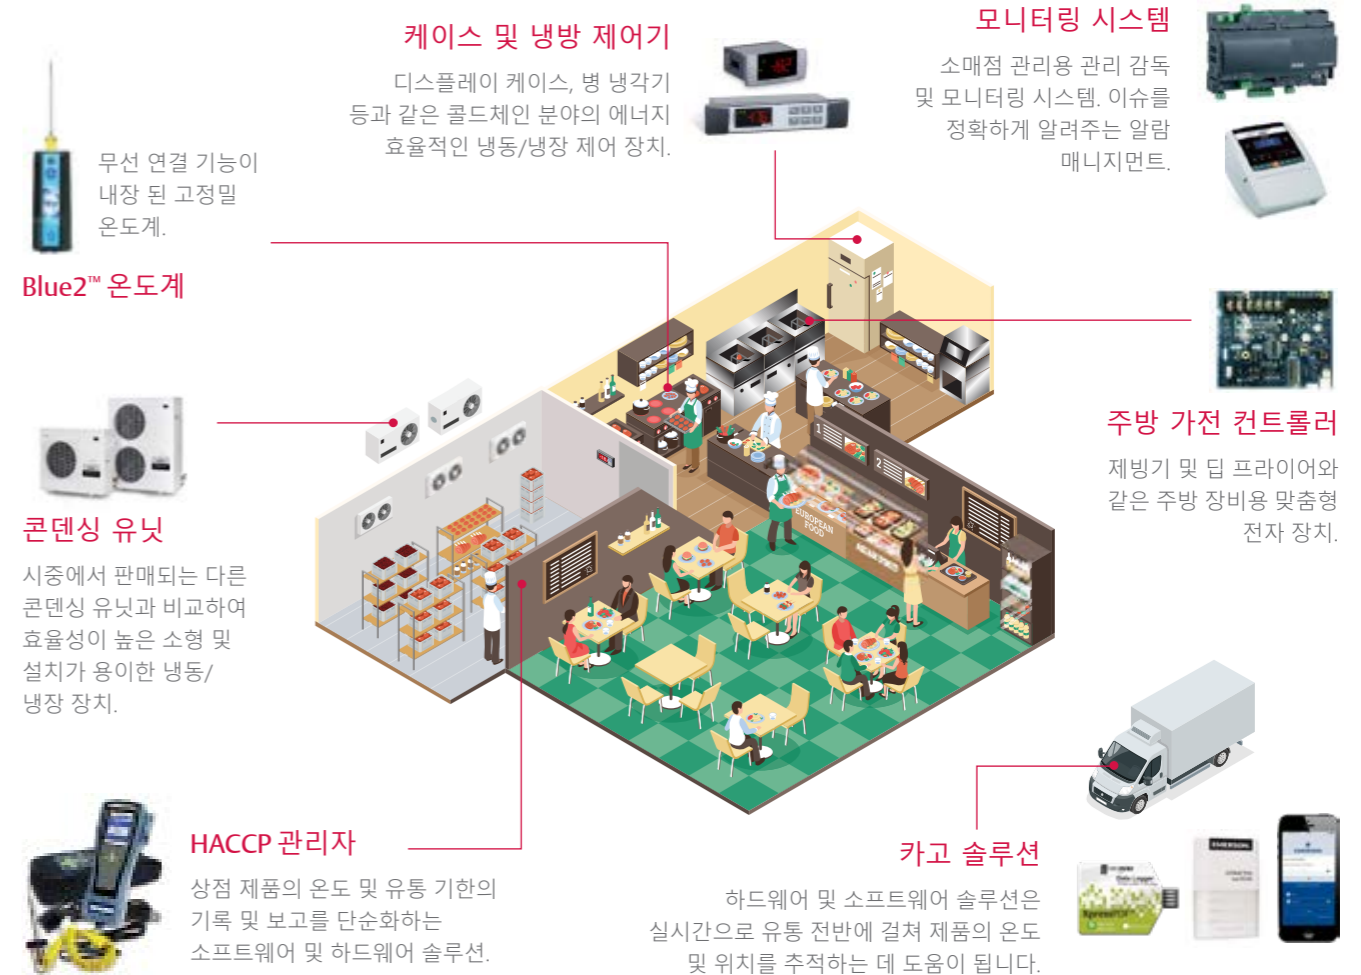 케이스 및 냉방 제어기
디스플레이 케이스, 병 냉각기
등과 같은 콜드체인 분야의 에너지
효율적인 냉동/냉장 제어 장치.
모니터링 시스템
소매점 관리용 관리 감독
및 모니터링 시스템. 이슈를
정확하게 알려주는 알람
매니지먼트.
무선 연결 기능이
내장 된 고정밀
온도계.
Blue2™ 온도계
주방 가전 컨트롤러
제빙기 및 딥 프라이어와
같은 주방 장비용 맞춤형
전자 장치.
콘덴싱 유닛
시중에서 판매되는 다른
콘덴싱 유닛과 비교하여
효율성이 높은 소형 및
설치가 용이한 냉동/
냉장 장치.
1
2
EUROPEAN
FOOD
HACCP 관리자
상점 제품의 온도 및 유통 기한의
기록 및 보고를 단순화하는
소프트웨어 및 하드웨어 솔루션.
카고 솔루션
하드웨어 및 소프트웨어 솔루션은
실시간으로 유통 전반에 걸쳐 제품의 온도
및 위치를 추적하는 데 도움이 됩니다.
Data Logger
EMERSON